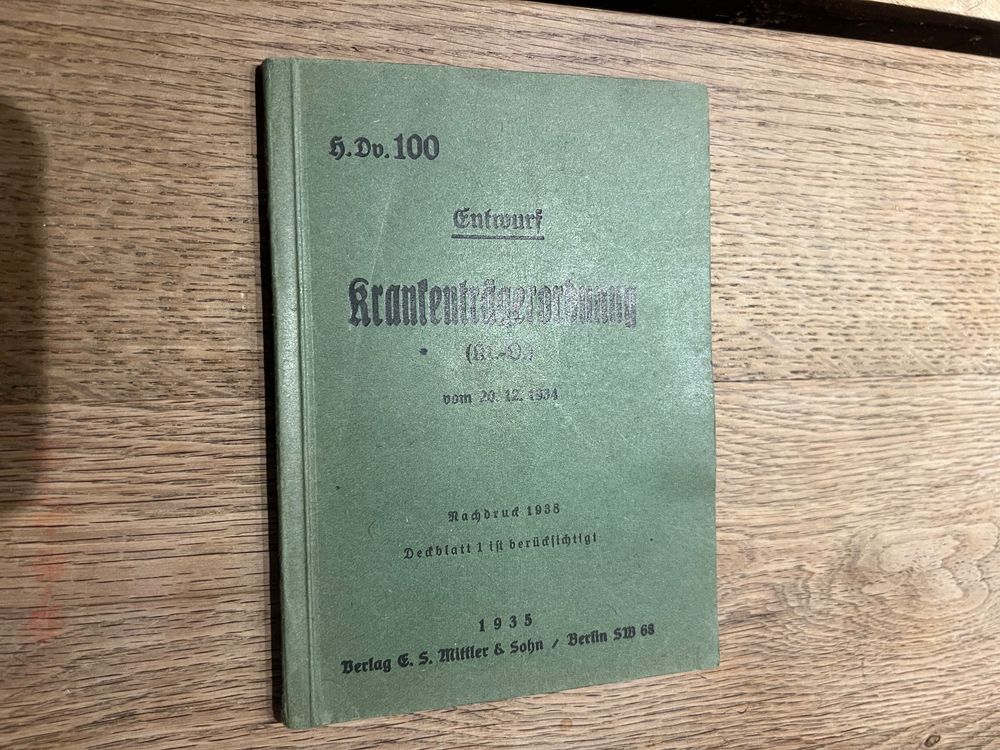 H.Dv. 100
Entwurf
Krankenträgerordnung
(Kt.-O.)
vom 20. 12. 1934
Nachdruck 1938
Deckblatt 1 ist berücksichtigt
1935
Verlag E. S. Mittler & Sohn / Berlin SW 68